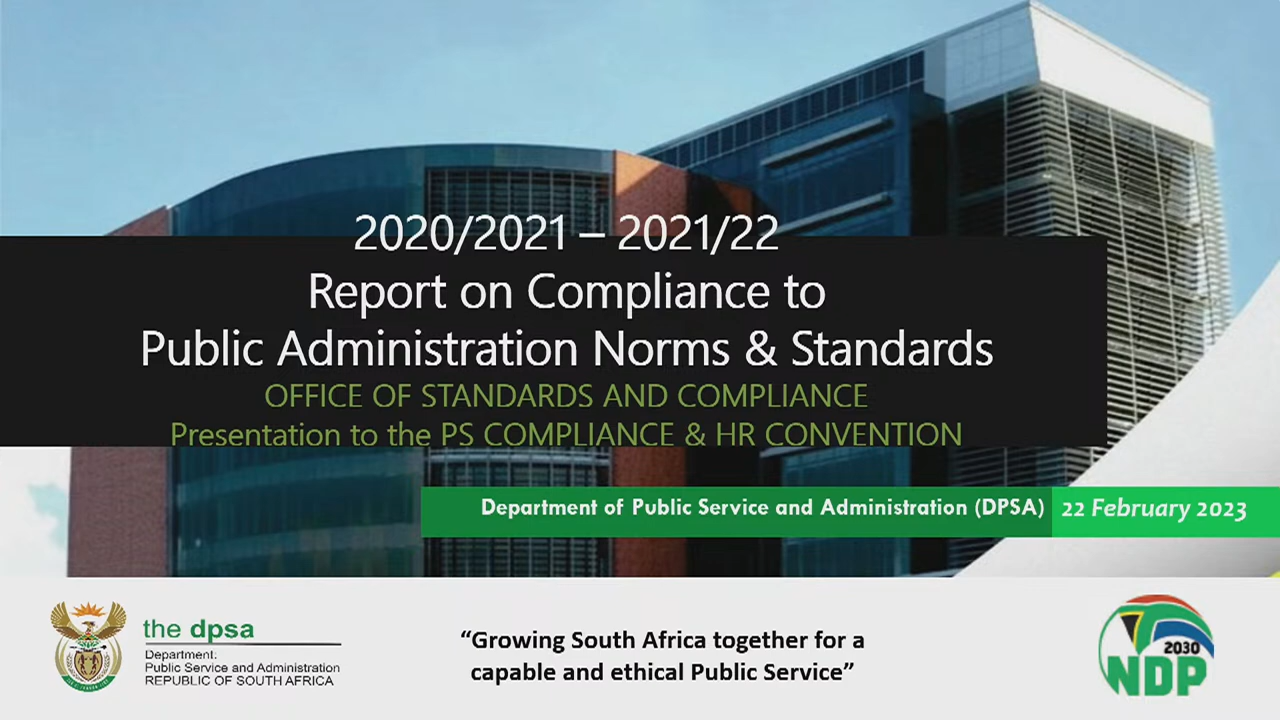 2020/2021 – 2021/22
Report on Compliance to
Public Administration Norms & Standards
OFFICE OF STANDARDS AND COMPLIANCE
Presentation to the PS COMPLIANCE & HR CONVENTION
Department of Public Service and Administration (DPSA)
22 February 2023
the dpsa
Department:
Public Service and Administration
REPUBLIC OF SOUTH AFRICA
“Growing South Africa together for a
capable and ethical Public Service”
2030
NDP